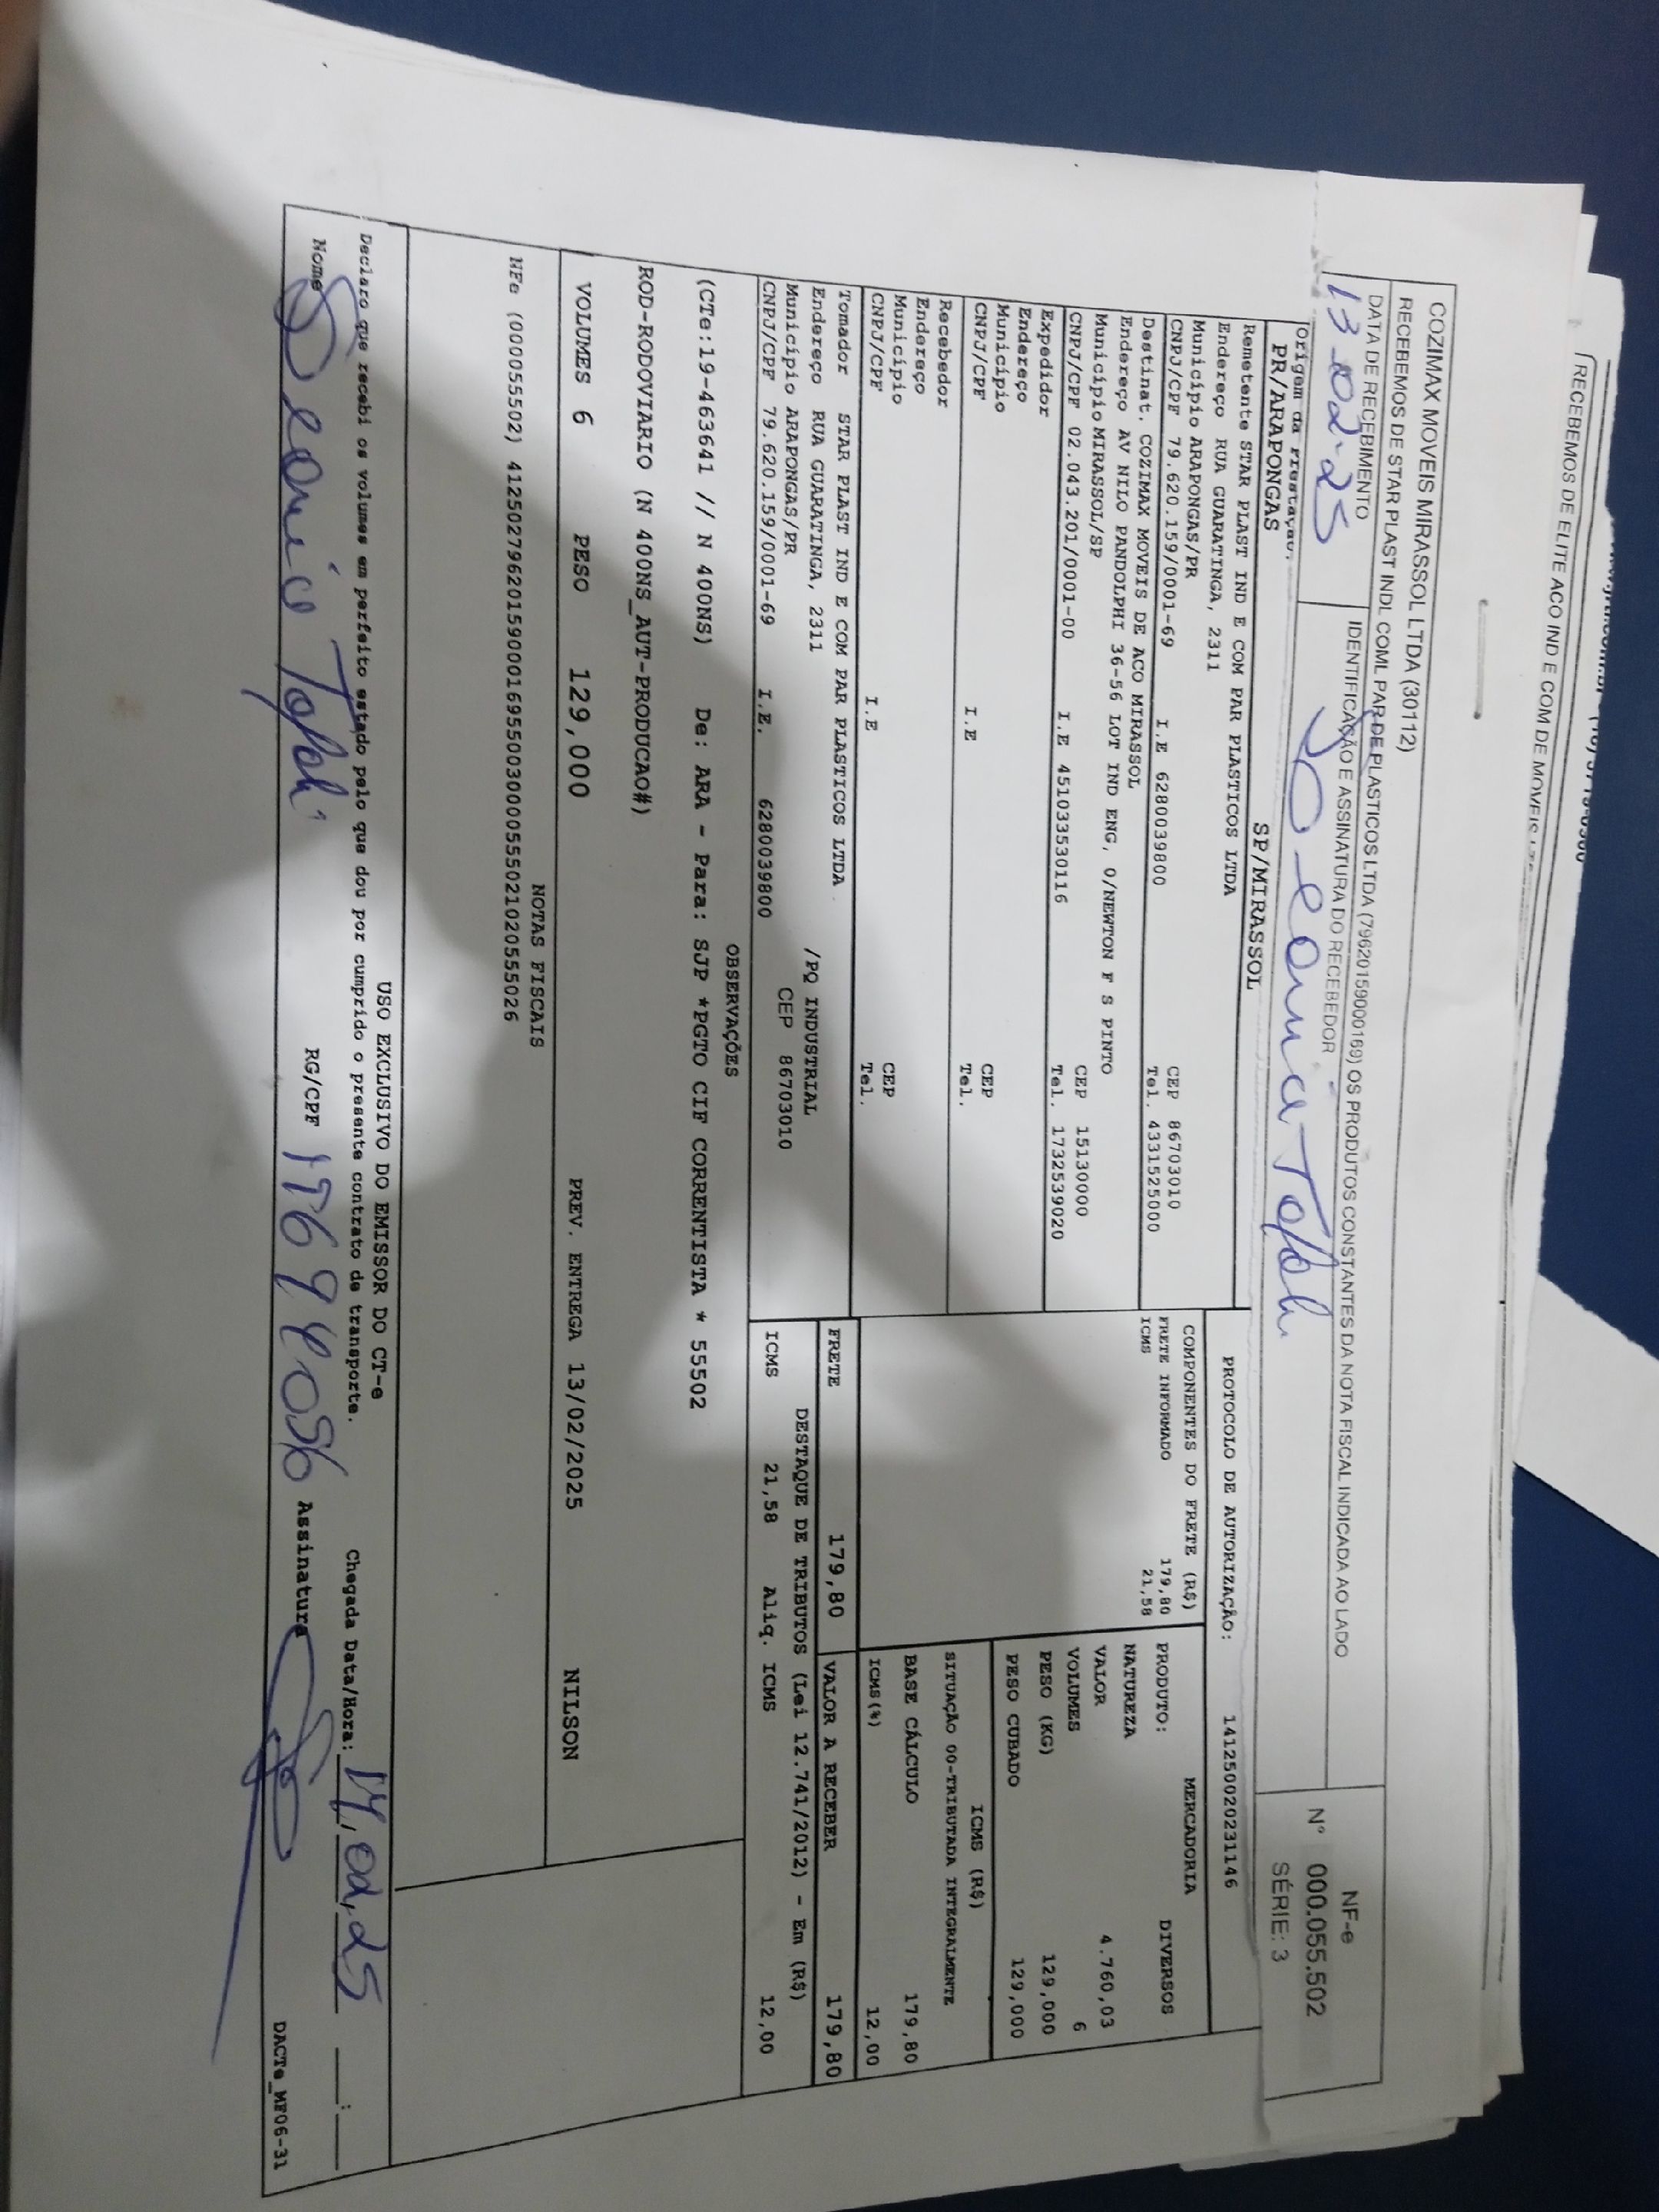 RECEBEMOS DE ELITE ACO IND E COM DE MOVEIS
COZIMAX MOVEIS MIRASSOL LTDA (30112)
RECEBEMOS DE STAR PLAST INDL COML PAR DE PLASTICOS LTDA (79620159000169) OS PRODUTOS CONSTANTES DA NOTA FISCAL INDICADA AO LADO
DATA DE RECEBIMENTO
13 02-25
IDENTIFICAÇÃO E ASSINATURA DO RECEBEDOR
NF-e
Nº 000.055.502
SÉRIE: 3
Origem da Prestação.
PR/ARAPONGAS
SP/MIRASSOL
PROTOCOLO DE AUTORIZAÇÃO: 141250020231146
Remetente STAR PLAST IND E COM PAR PLASTICOS LTDA
Endereço RUA GUARATINGA, 2311
Município ARAPONGAS/PR CEP 86703010
CNPJ/CPF 79.620.159/0001-69 I.E 6280039800 Tel. 4331525000
Destinat. COZIMAX MOVEIS DE ACO MIRASSOL
Endereço AV NILO PANDOLPHI 36-56 LOT IND ENG, 0/NEWTON F S PINTO
Município MIRASSOL/SP CEP 15130000
CNPJ/CPF 02.043.201/0001-00 I.E 451033530116 Tel. 1732539020
Expedidor
Endereço
Município CEP
CNPJ/CPF I.E Tel.
Recebedor
Endereço
Município CEP
CNPJ/CPF I.E Tel.
Tomador STAR PLAST IND E COM PAR PLASTICOS LTDA
Endereço RUA GUARATINGA, 2311 /PQ INDUSTRIAL
Município ARAPONGAS/PR CEP 86703010
CNPJ/CPF 79.620.159/0001-69 I.E. 6280039800
COMPONENTES DO FRETE (R$)
FRETE INFORMADO 179,80
ICMS 21,58
MERCADORIA
PRODUTO: DIVERSOS
NATUREZA
VALOR 4.760,03
VOLUMES 6
PESO (KG) 129,000
PESO CUBADO 129,000
ICMS (R$)
SITUAÇÃO 00-TRIBUTADA INTEGRALMENTE
BASE CÁLCULO 179,80
ICMS(%) 12,00
FRETE 179,80 VALOR A RECEBER 179,80
DESTAQUE DE TRIBUTOS (Lei 12.741/2012) - Em (R$)
ICMS 21,58 Aliq. ICMS 12,00
OBSERVAÇÕES
(CTe:19-463641 // N 400NS) De: ARA - Para: SJP *PGTO CIF CORRENTISTA * 55502
ROD-RODOVIARIO (N 400NS_AUT-PRODUCAO#)
VOLUMES 6 PESO 129,000 PREV. ENTREGA 13/02/2025 NILSON
NOTAS FISCAIS
NFe (000055502) 41250279620159000169550030000555021020555026
USO EXCLUSIVO DO EMISSOR DO CT-e
Declaro que recebi os volumes em perfeito estado pelo que dou por cumprido o presente contrato de transporte. Chegada Data/Hora: 14,02,25 __:__
Nome RG/CPF Assinatura
DACTe_MF06-31